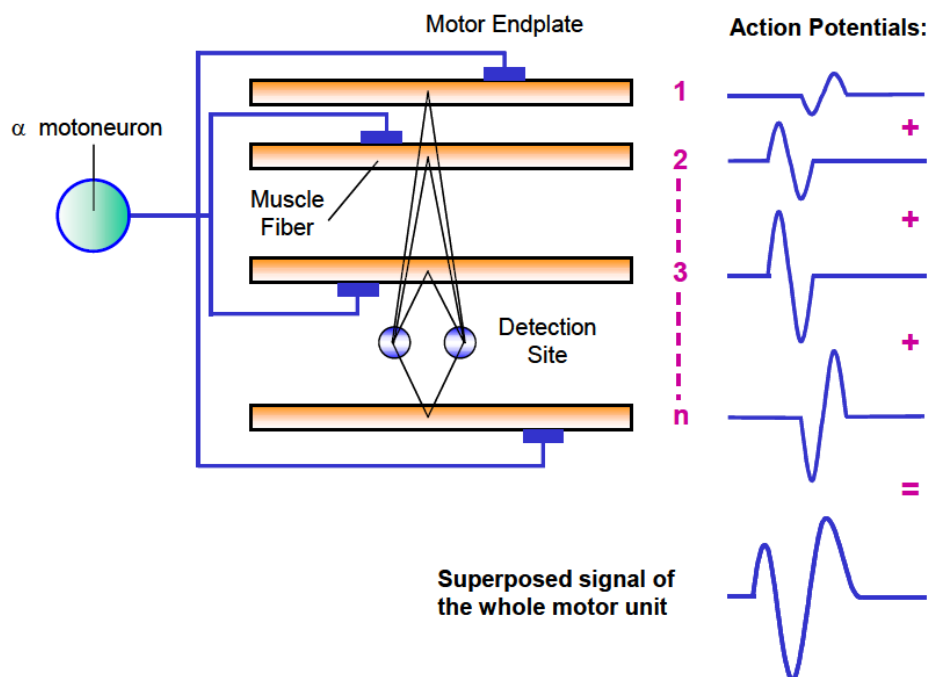 Motor Endplate
Action Potentials:
α motoneuron
1
+
2
Muscle
Fiber
+
3
Detection
Site
+
n
=
Superposed signal of
the whole motor unit